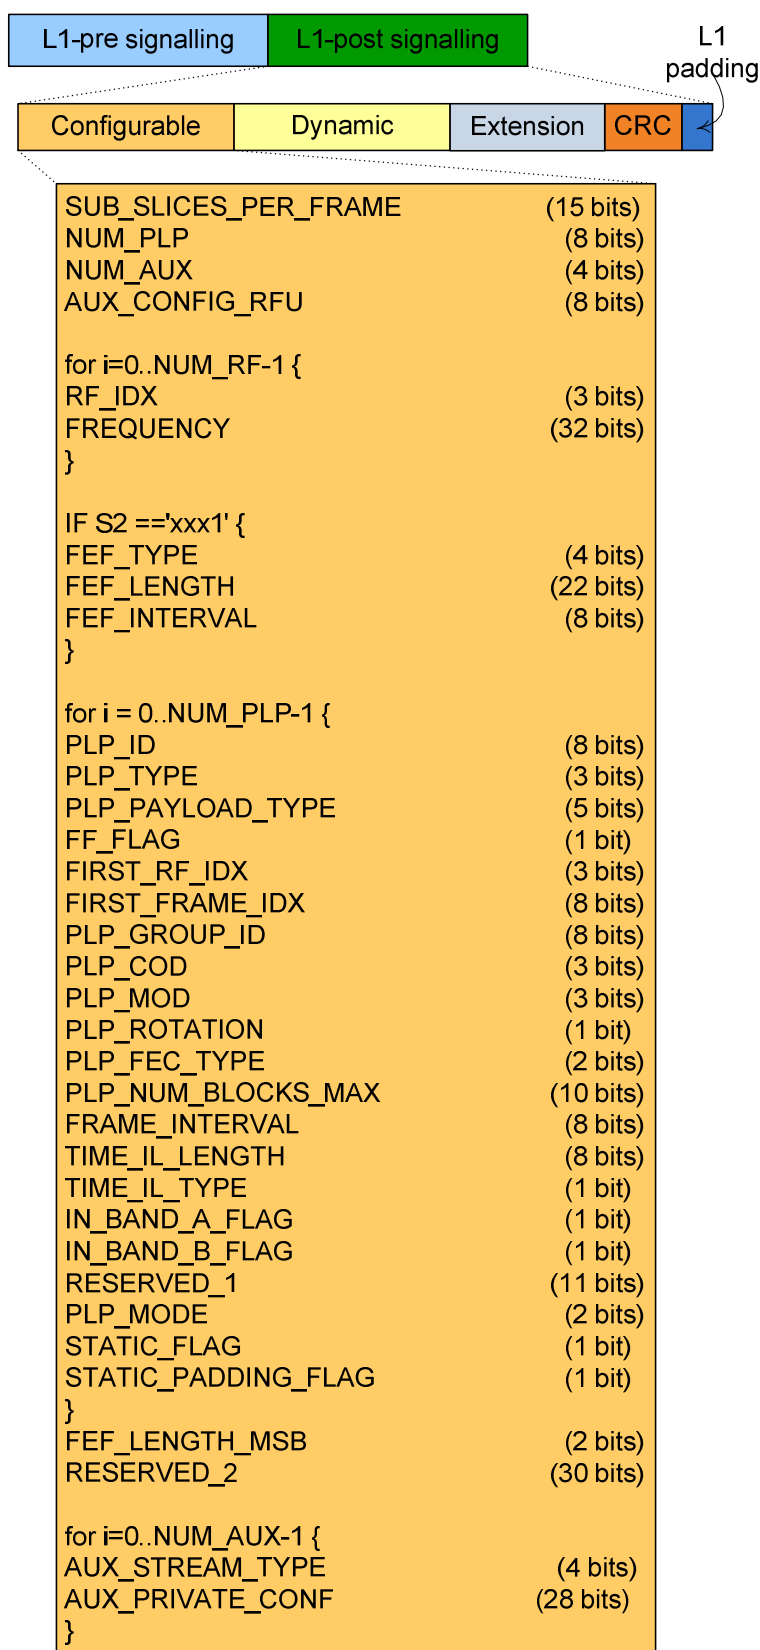 L1-pre signalling L1-post signalling L1
padding
Configurable Dynamic Extension CRC
SUB_SLICES_PER_FRAME (15 bits)
NUM_PLP (8 bits)
NUM_AUX (4 bits)
AUX_CONFIG_RFU (8 bits)
for i=0..NUM_RF-1 {
RF_IDX (3 bits)
FREQUENCY (32 bits)
}
IF S2 =='xxx1' {
FEF_TYPE (4 bits)
FEF_LENGTH (22 bits)
FEF_INTERVAL (8 bits)
}
for i = 0..NUM_PLP-1 {
PLP_ID (8 bits)
PLP_TYPE (3 bits)
PLP_PAYLOAD_TYPE (5 bits)
FF_FLAG (1 bit)
FIRST_RF_IDX (3 bits)
FIRST_FRAME_IDX (8 bits)
PLP_GROUP_ID (8 bits)
PLP_COD (3 bits)
PLP_MOD (3 bits)
PLP_ROTATION (1 bit)
PLP_FEC_TYPE (2 bits)
PLP_NUM_BLOCKS_MAX (10 bits)
FRAME_INTERVAL (8 bits)
TIME_IL_LENGTH (8 bits)
TIME_IL_TYPE (1 bit)
IN_BAND_A_FLAG (1 bit)
IN_BAND_B_FLAG (1 bit)
RESERVED_1 (11 bits)
PLP_MODE (2 bits)
STATIC_FLAG (1 bit)
STATIC_PADDING_FLAG (1 bit)
}
FEF_LENGTH_MSB (2 bits)
RESERVED_2 (30 bits)
for i=0..NUM_AUX-1 {
AUX_STREAM_TYPE (4 bits)
AUX_PRIVATE_CONF (28 bits)
}